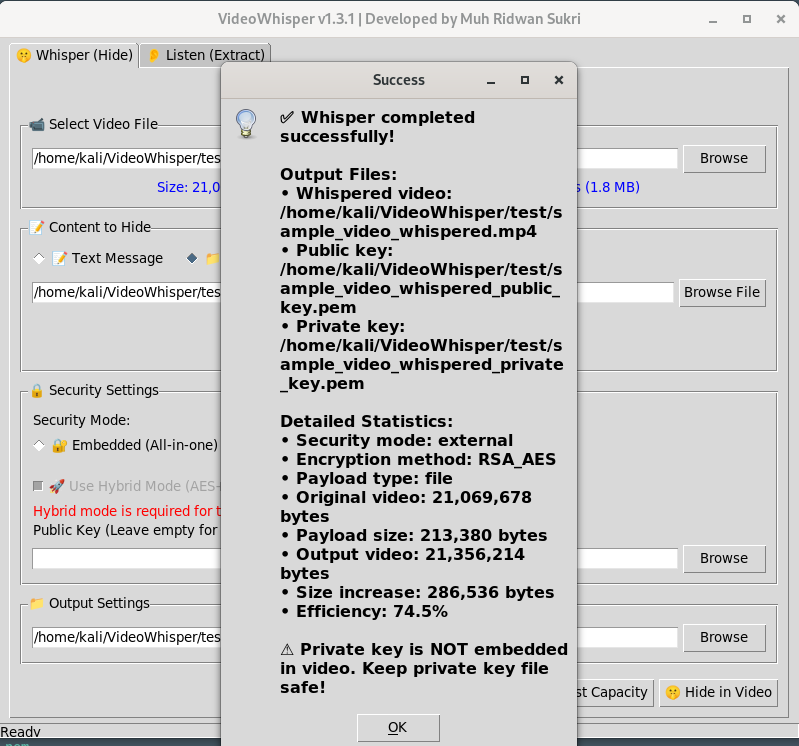 VideoWhisper v1.3.1 | Developed by Muh Ridwan Sukri
Whisper (Hide)
Listen (Extract)
Select Video File
/home/kali/VideoWhisper/tes
Browse
Size: 21,0
(1.8 MB)
Content to Hide
Text Message
/home/kali/VideoWhisper/tes
Browse File
Security Settings
Security Mode:
Embedded (All-in-one)
Use Hybrid Mode (AES+
Hybrid mode is required for t
Public Key (Leave empty for
Browse
Output Settings
/home/kali/VideoWhisper/tes
Browse
st Capacity
Hide in Video
Ready
Success
✅ Whisper completed
successfully!
Output Files:
• Whispered video:
/home/kali/VideoWhisper/test/s
ample_video_whispered.mp4
• Public key:
/home/kali/VideoWhisper/test/s
ample_video_whispered_public_
key.pem
• Private key:
/home/kali/VideoWhisper/test/s
ample_video_whispered_private
_key.pem
Detailed Statistics:
• Security mode: external
• Encryption method: RSA_AES
• Payload type: file
• Original video: 21,069,678
bytes
• Payload size: 213,380 bytes
• Output video: 21,356,214
bytes
• Size increase: 286,536 bytes
• Efficiency: 74.5%
⚠ Private key is NOT embedded
in video. Keep private key file
safe!
OK